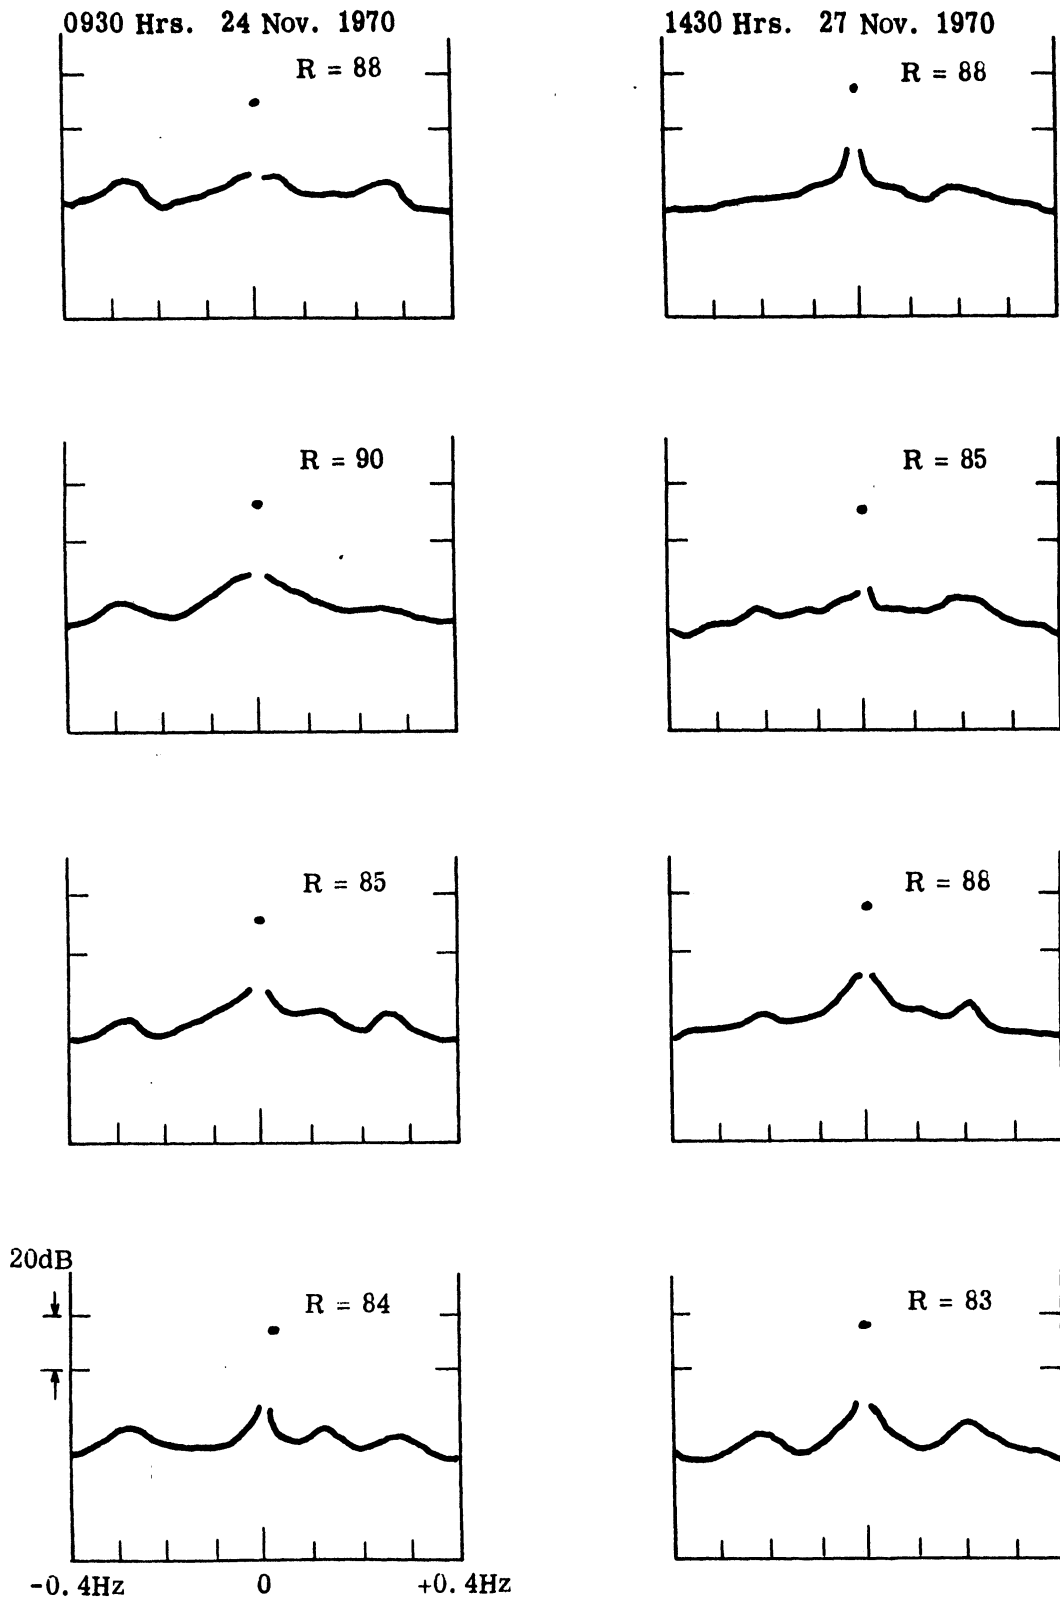 0930 Hrs. 24 Nov. 1970
1430 Hrs. 27 Nov. 1970
R = 88
R = 88
R = 90
R = 85
R = 85
R = 88
20dB
R = 84
R = 83
-0.4Hz 0 +0.4Hz